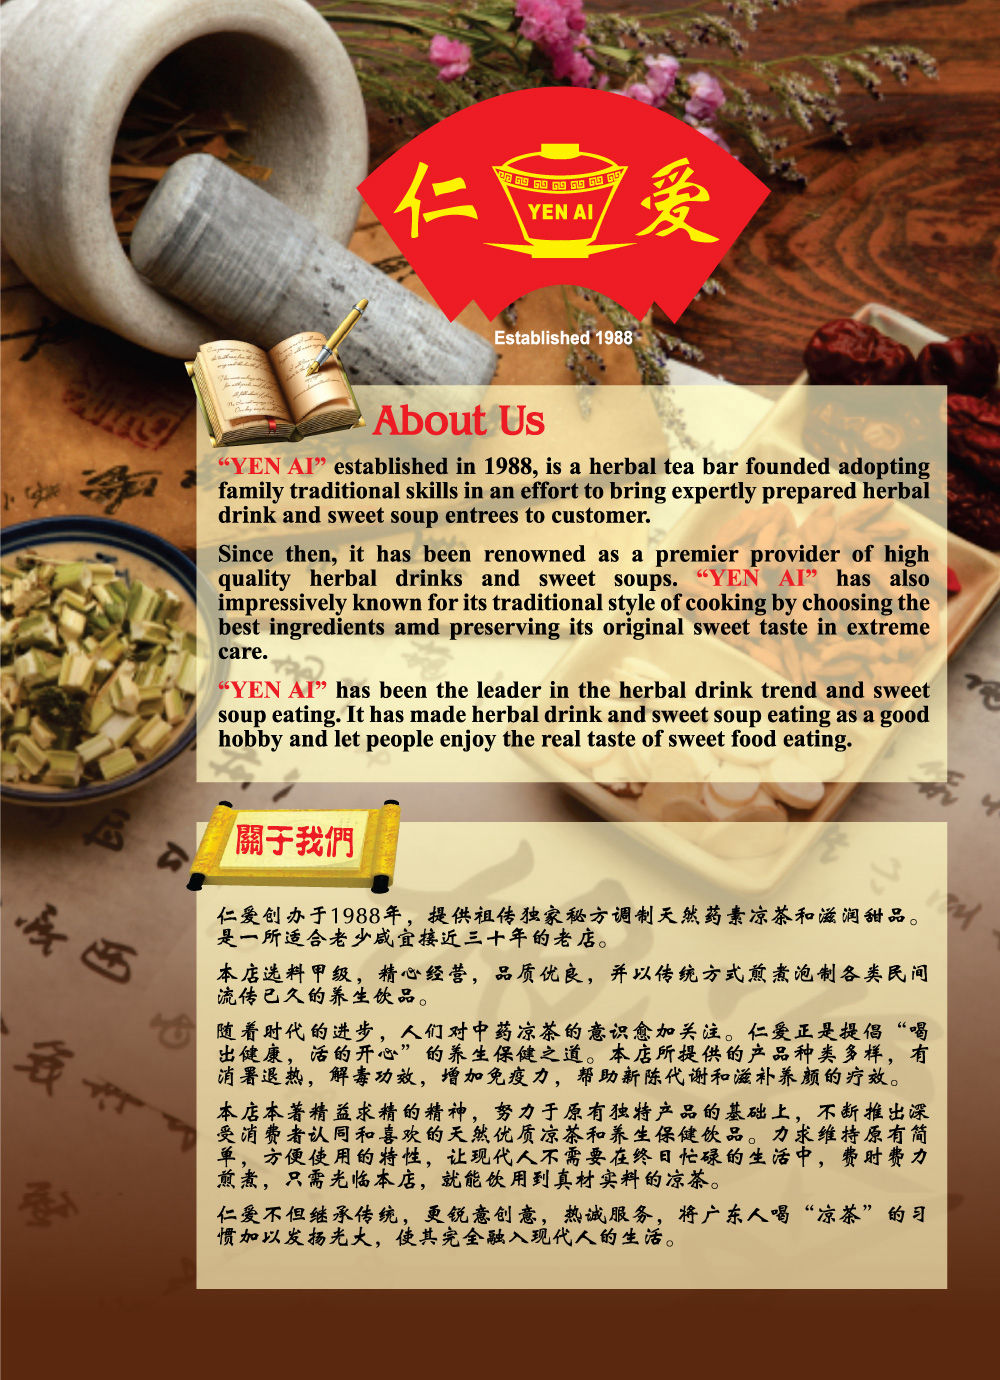 仁 YEN AI 爱
Established 1988
About Us
“YEN AI” established in 1988, is a herbal tea bar founded adopting
family traditional skills in an effort to bring expertly prepared herbal
drink and sweet soup entrees to customer.
Since then, it has been renowned as a premier provider of high
quality herbal drinks and sweet soups. “YEN AI” has also
impressively known for its traditional style of cooking by choosing the
best ingredients amd preserving its original sweet taste in extreme
care.
“YEN AI” has been the leader in the herbal drink trend and sweet
soup eating. It has made herbal drink and sweet soup eating as a good
hobby and let people enjoy the real taste of sweet food eating.
關于我們
仁爱创办于1988年，提供祖传独家秘方调制天然药素凉茶和滋润甜品。
是一所适合老少咸宜接近三十年的老店。
本店选料甲级，精心经营，品质优良，并以传统方式煎煮泡制各类民间
流传已久的养生饮品。
随着时代的进步，人们对中药凉茶的意识愈加关注。仁爱正是提倡“喝
出健康，活的开心”的养生保健之道。本店所提供的产品种类多样，有
消署退热，解毒功效，增加免疫力，帮助新陈代谢和滋补养颜的疗效。
本店本著精益求精的精神，努力于原有独特产品的基础上，不断推出深
受消费者认同和喜欢的天然优质凉茶和养生保健饮品。力求维持原有简
单，方便使用的特性，让现代人不需要在终日忙碌的生活中，费时费力
煎煮，只需光临本店，就能饮用到真材实料的凉茶。
仁爱不但继承传统，更锐意创意，热诚服务，将广东人喝“凉茶”的习
惯加以发扬光大，使其完全融入现代人的生活。